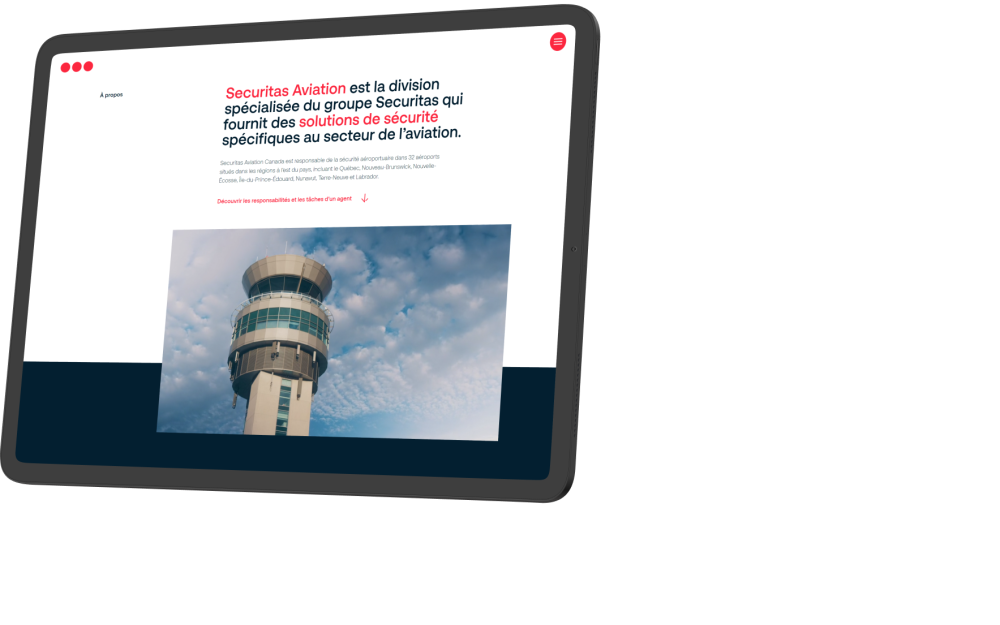 À propos
Securitas Aviation est la division
spécialisée du groupe Securitas qui
fournit des solutions de sécurité
spécifiques au secteur de l'aviation.
Securitas Aviation Canada est responsable de la sécurité aéroportuaire dans 32 aéroports
situés dans les régions à l'est du pays, incluant le Québec, Nouveau-Brunswick, Nouvelle-
Écosse, Île-du-Prince-Édouard, Nunavut, Terre-Neuve et Labrador.
Découvrir les responsabilités et les tâches d'un agent